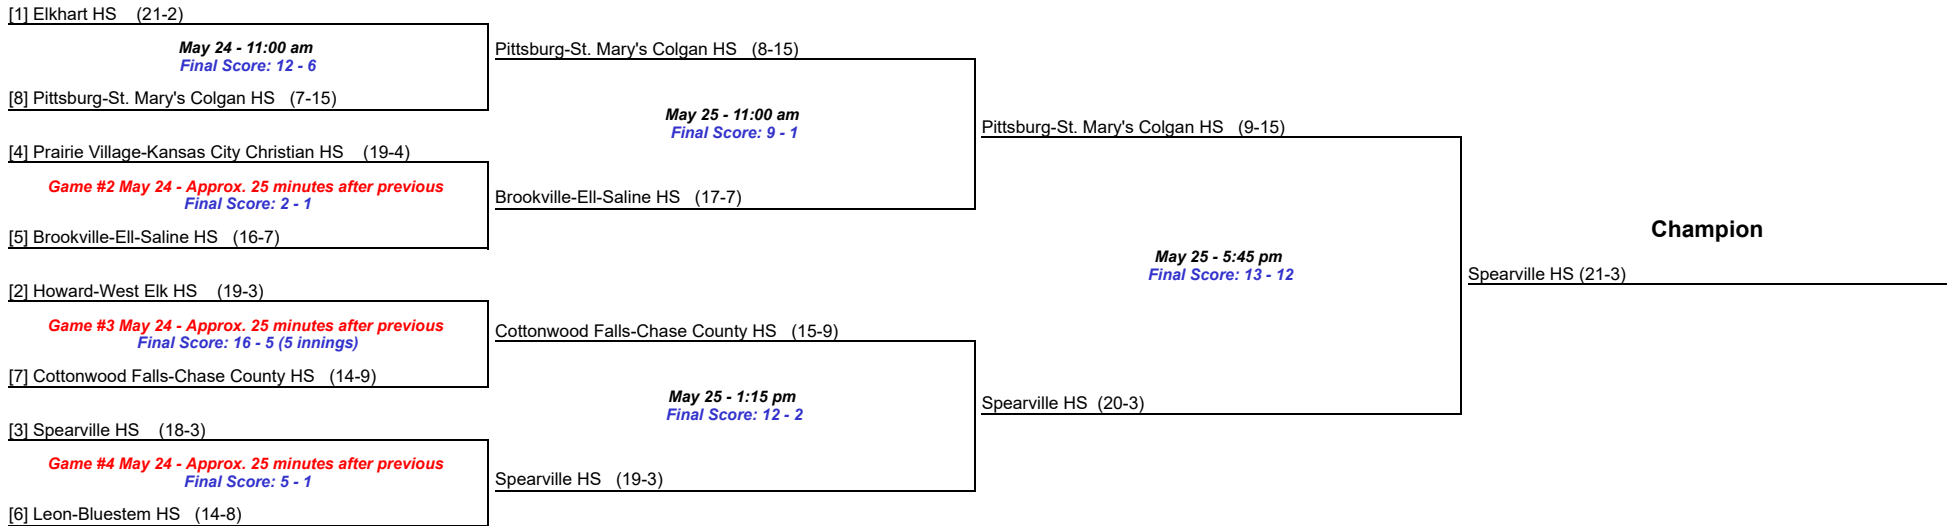 [1] Elkhart HS (21-2)
May 24 - 11:00 am
Final Score: 12 - 6
[8] Pittsburg-St. Mary's Colgan HS (7-15)
[4] Prairie Village-Kansas City Christian HS (19-4)
Game #2 May 24 - Approx. 25 minutes after previous
Final Score: 2 - 1
[5] Brookville-Ell-Saline HS (16-7)
[2] Howard-West Elk HS (19-3)
Game #3 May 24 - Approx. 25 minutes after previous
Final Score: 16 - 5 (5 innings)
[7] Cottonwood Falls-Chase County HS (14-9)
[3] Spearville HS (18-3)
Game #4 May 24 - Approx. 25 minutes after previous
Final Score: 5 - 1
[6] Leon-Bluestem HS (14-8)
Pittsburg-St. Mary's Colgan HS (8-15)
May 25 - 11:00 am
Final Score: 9 - 1
Brookville-Ell-Saline HS (17-7)
Cottonwood Falls-Chase County HS (15-9)
May 25 - 1:15 pm
Final Score: 12 - 2
Spearville HS (19-3)
Pittsburg-St. Mary's Colgan HS (9-15)
May 25 - 5:45 pm
Final Score: 13 - 12
Spearville HS (20-3)
Champion
Spearville HS (21-3)